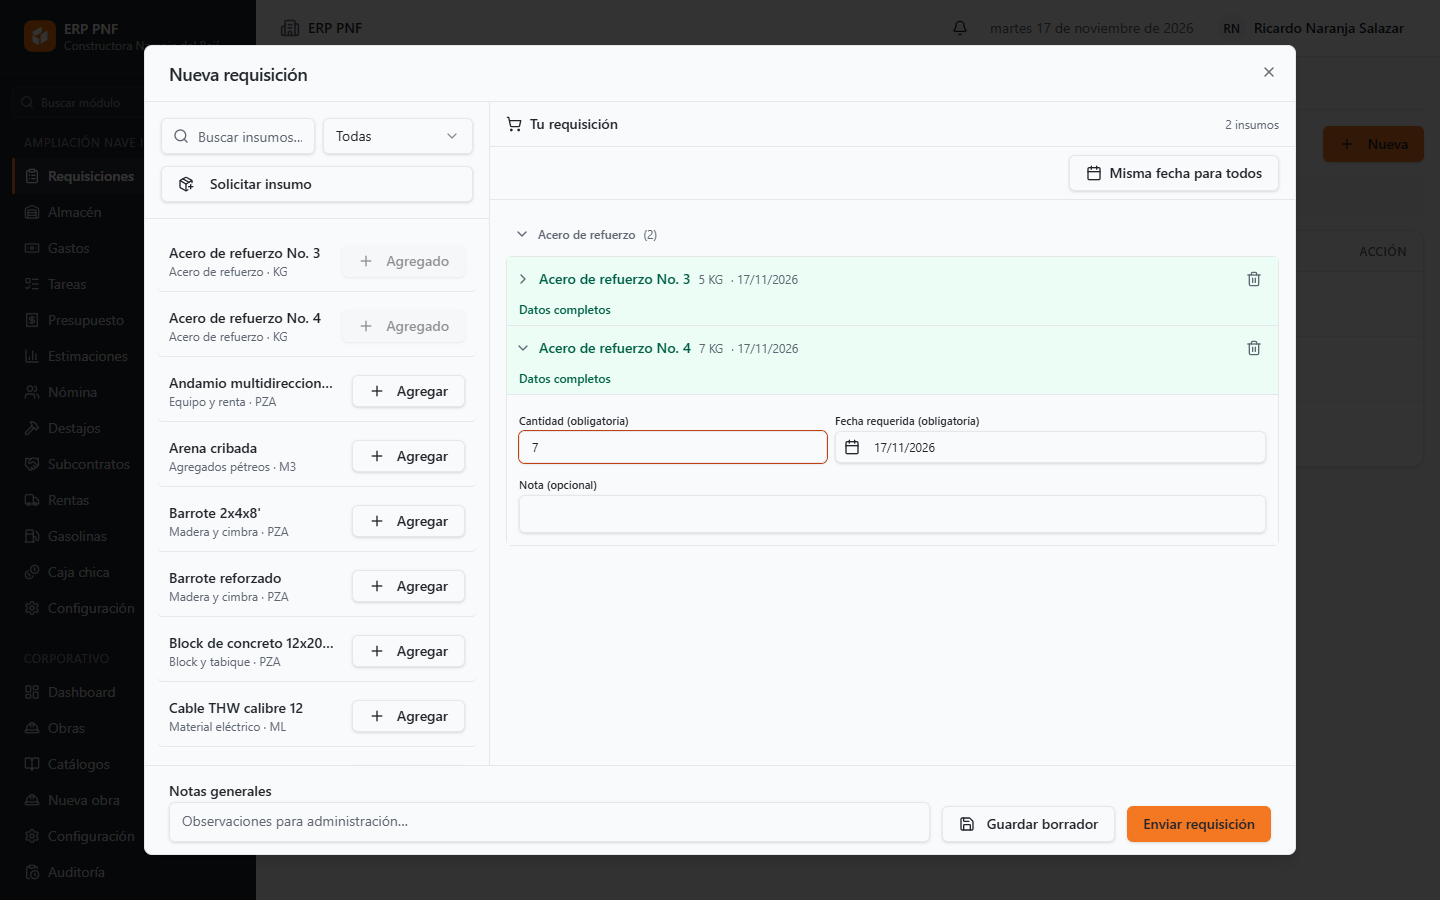 ERP PNF
Constructora Naranjo del Bajío
Buscar módulo
AMPLIACIÓN NAVE
Requisiciones
Almacén
Gastos
Tareas
Presupuesto
Estimaciones
Nómina
Destajos
Subcontratos
Rentas
Gasolinas
Caja chica
Configuración
CORPORATIVO
Dashboard
Obras
Catálogos
Nueva obra
Configuración
Auditoría
ERP PNF
martes 17 de noviembre de 2026
RN
Ricardo Naranja Salazar
Nueva
ACCIÓN
Nueva requisición
Buscar insumos...
Todas
Solicitar insumo
Acero de refuerzo No. 3
Acero de refuerzo · KG
Agregado
Acero de refuerzo No. 4
Acero de refuerzo · KG
Agregado
Andamio multidireccion...
Equipo y renta · PZA
Agregar
Arena cribada
Agregados pétreos · M3
Agregar
Barrote 2x4x8'
Madera y cimbra · PZA
Agregar
Barrote reforzado
Madera y cimbra · PZA
Agregar
Block de concreto 12x20...
Block y tabique · PZA
Agregar
Cable THW calibre 12
Material eléctrico · ML
Agregar
Tu requisición
2 insumos
Misma fecha para todos
Acero de refuerzo (2)
Acero de refuerzo No. 3 5 KG · 17/11/2026
Datos completos
Acero de refuerzo No. 4 7 KG · 17/11/2026
Datos completos
Cantidad (obligatoria)
7
Fecha requerida (obligatoria)
17/11/2026
Nota (opcional)
Notas generales
Observaciones para administración...
Guardar borrador
Enviar requisición